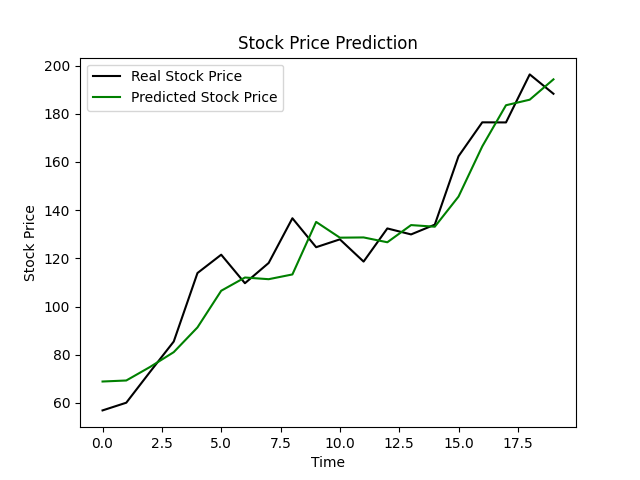 Stock Price Prediction
Real Stock Price
Predicted Stock Price
Stock Price
200
180
160
140
120
100
80
60
0.0 2.5 5.0 7.5 10.0 12.5 15.0 17.5
Time